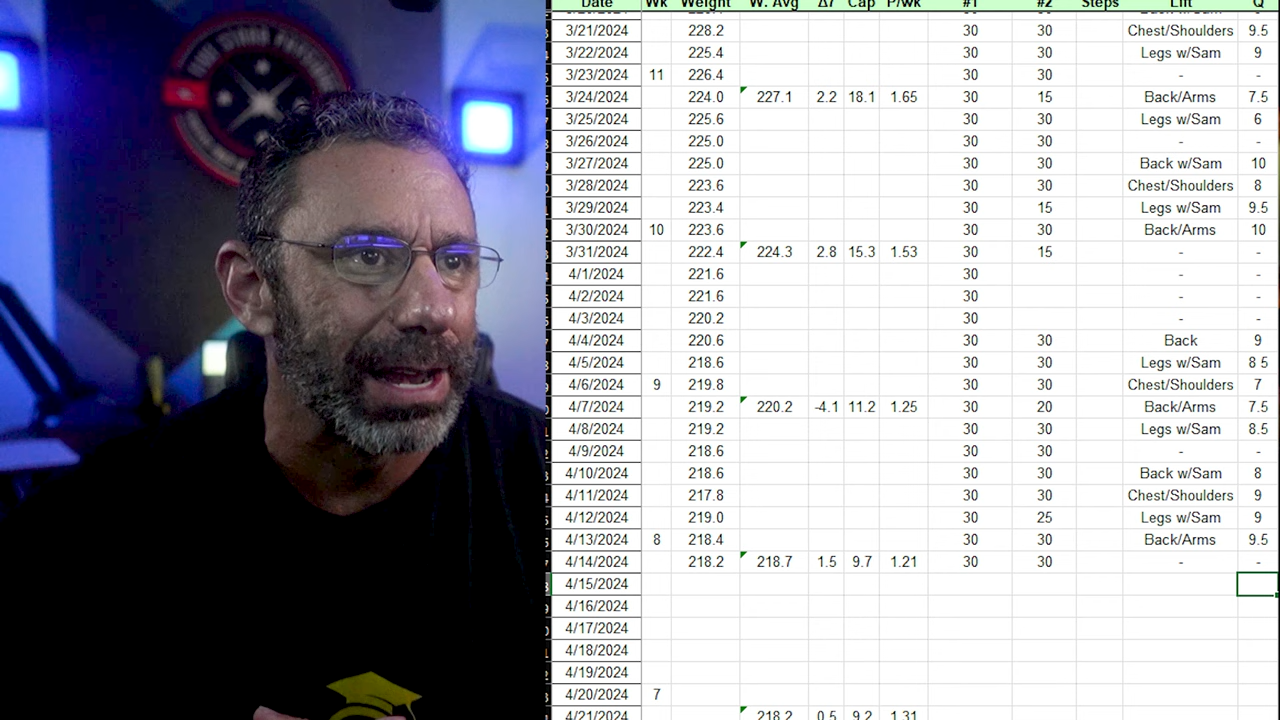 Date Wk Weight W. Avg Δ7 Cap P/wk #1 #2 Steps Lift Q
3/21/2024 228.2 30 30 Chest/Shoulders 9.5
3/22/2024 225.4 30 30 Legs w/Sam 9
3/23/2024 11 226.4 30 30 - -
3/24/2024 224.0 227.1 2.2 18.1 1.65 30 15 Back/Arms 7.5
3/25/2024 225.6 30 30 Legs w/Sam 6
3/26/2024 225.0 30 30 - -
3/27/2024 225.0 30 30 Back w/Sam 10
3/28/2024 223.6 30 30 Chest/Shoulders 8
3/29/2024 223.4 30 15 Legs w/Sam 9.5
3/30/2024 10 223.6 30 30 Back/Arms 10
3/31/2024 222.4 224.3 2.8 15.3 1.53 30 15 - -
4/1/2024 221.6 30 - -
4/2/2024 221.6 30 - -
4/3/2024 220.2 30 - -
4/4/2024 220.6 30 30 Back 9
4/5/2024 218.6 30 30 Legs w/Sam 5
4/6/2024 9 219.8 30 30 Chest/Shoulders 7
4/7/2024 219.2 220.2 -4.1 11.2 1.25 30 20 Back/Arms 7.5
4/8/2024 219.2 30 30 Legs w/Sam 8.5
4/9/2024 218.6 30 30 - -
4/10/2024 218.6 30 30 Back w/Sam 8
4/11/2024 217.8 30 30 Chest/Shoulders 9
4/12/2024 219.0 30 25 Legs w/Sam 9
4/13/2024 8 218.4 30 30 Back/Arms 9.5
4/14/2024 218.2 218.7 1.5 9.7 1.21 30 30 - -
4/15/2024
4/16/2024
4/17/2024
4/18/2024
4/19/2024
4/20/2024 7
4/21/2024 218.2 0.5 9.2 1.31